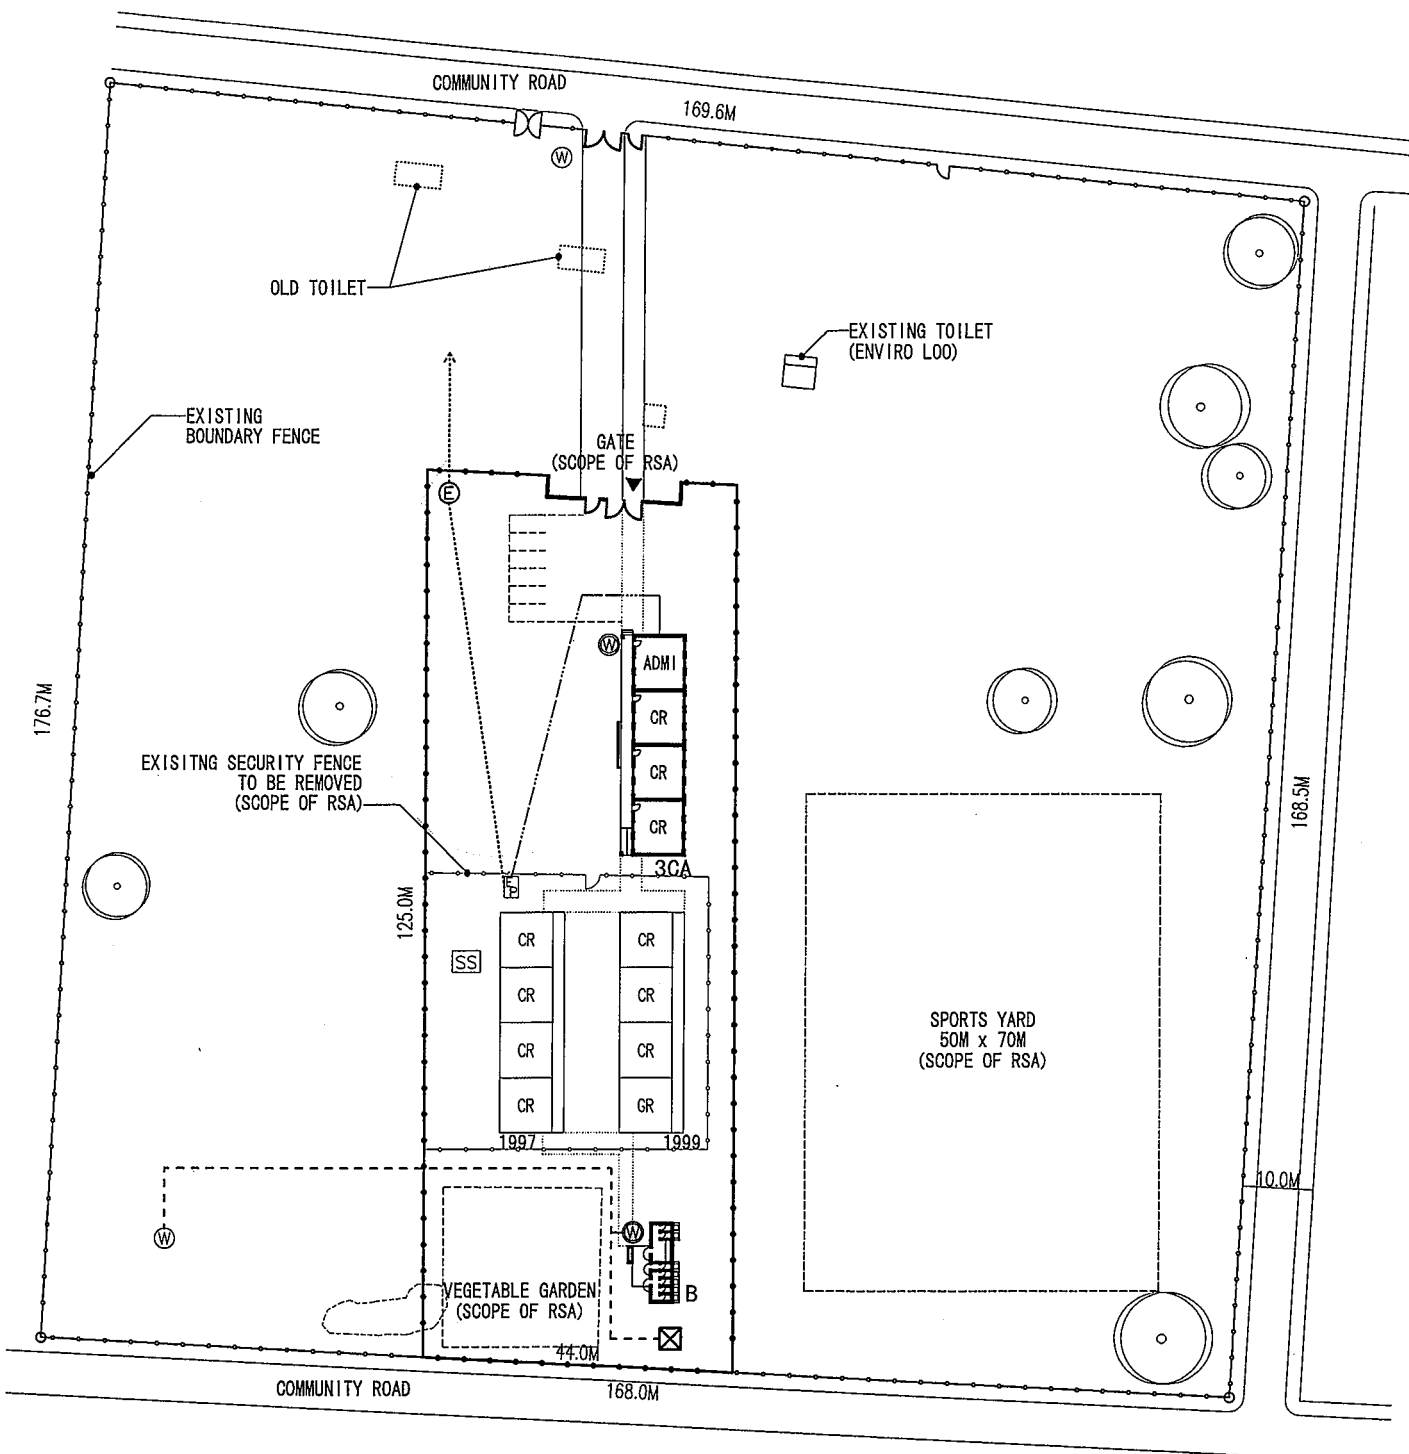 COMMUNITY ROAD
169.6M
W
OLD TOILET
EXISTING TOILET
(ENVIRO LOO)
EXISTING
BOUNDARY FENCE
GATE
(SCOPE OF RSA)
E
W
ADMI
CR
CR
CR
3CA
176.7M
EXISITNG SECURITY FENCE
TO BE REMOVED
(SCOPE OF RSA)
168.5M
EP
125.0M
SS
CR
CR
CR
CR
CR
CR
CR
GR
1997
1999
SPORTS YARD
50M x 70M
(SCOPE OF RSA)
10.0M
W
W
B
VEGETABLE GARDEN
(SCOPE OF RSA)
44.0M
COMMUNITY ROAD
168.0M